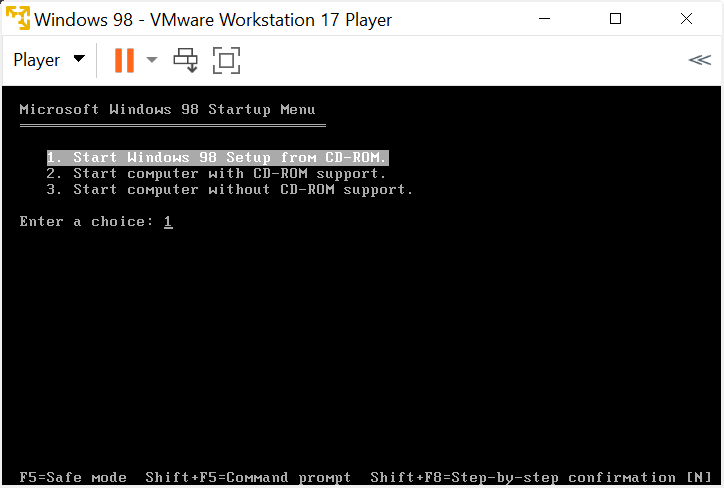 Windows 98 - VMware Workstation 17 Player
Player
Microsoft Windows 98 Startup Menu
1. Start Windows 98 Setup from CD-ROM.
2. Start computer with CD-ROM support.
3. Start computer without CD-ROM support.
Enter a choice: 1
F5=Safe mode  Shift+F5=Command prompt  Shift+F8=Step-by-step confirmation [N]